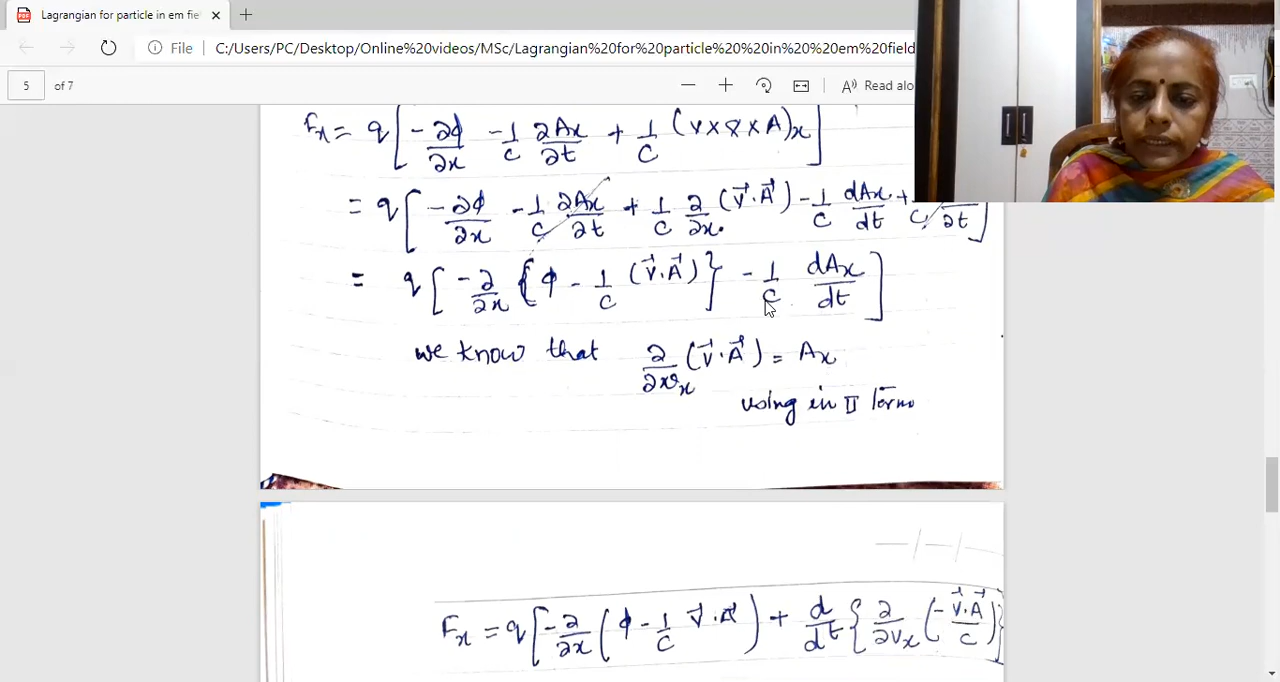 Lagrangian for particle in em fie
File C:/Users/PC/Desktop/Online%20videos/MSc/Lagrangian%20for%20particle%20%20in%20%20em%20field
5 of 7 Read alo
Fx = q [ -∂ϕ/∂x - 1/c ∂Ax/∂t + 1/c (v×∇×A)x ]
= q [ -∂ϕ/∂x - 1/c ∂Ax/∂t + 1/c ∂/∂x (v⃗·A⃗) - 1/c dAx/dt + ]
= q [ -∂/∂x { ϕ - 1/c (v⃗·A⃗) } - 1/c dAx/dt ]
we know that ∂/∂vx (v⃗·A⃗) = Ax
using in II term
Fx = q [ -∂/∂x ( ϕ - 1/c v⃗·A⃗ ) + d/dt { ∂/∂vx ( -v⃗·A⃗/c ) }